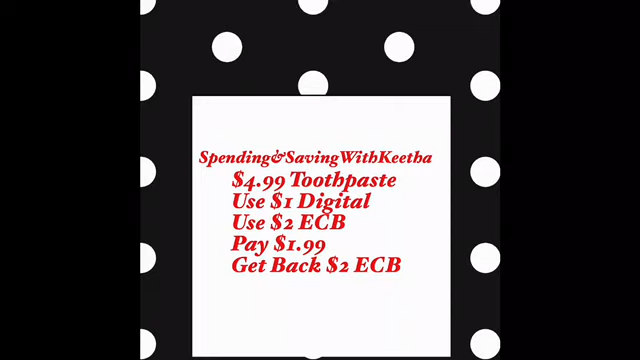 Spending&SavingWithKeetha
$4.99 Toothpaste
Use $1 Digital
Use $2 ECB
Pay $1.99
Get Back $2 ECB